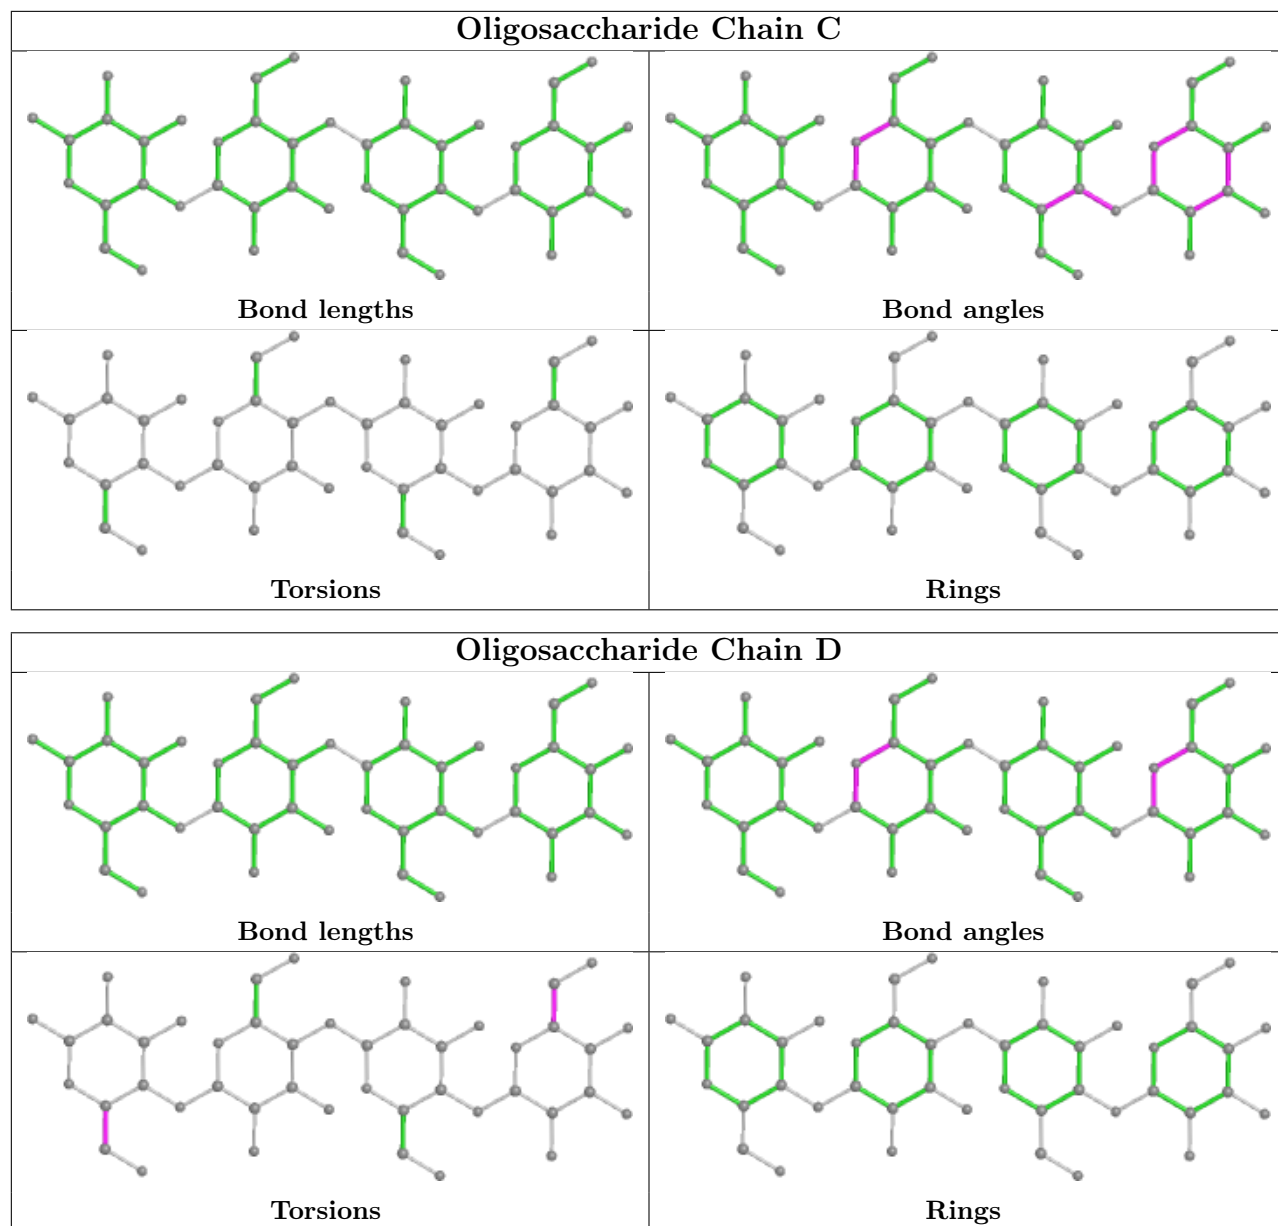 Oligosaccharide Chain C
Bond lengths
Bond angles
Torsions
Rings
Oligosaccharide Chain D
Bond lengths
Bond angles
Torsions
Rings